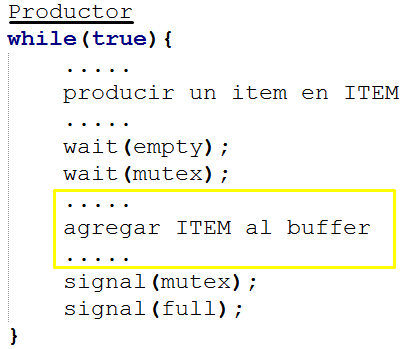 Productor
while(true){
.....
producir un item en ITEM
.....
wait(empty);
wait(mutex);
.....
agregar ITEM al buffer
.....
signal(mutex);
signal(full);
}